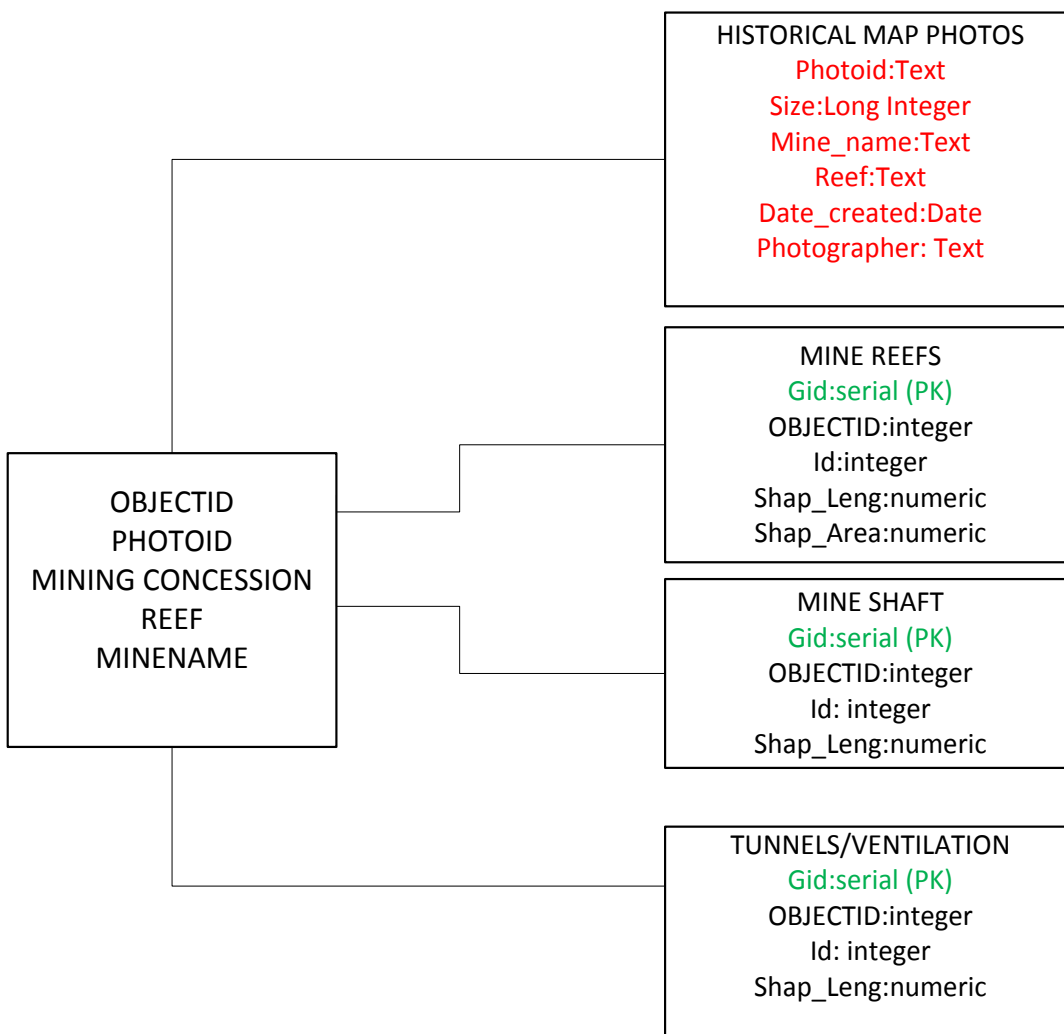 HISTORICAL MAP PHOTOS
Photoid:Text
Size:Long Integer
Mine_name:Text
Reef:Text
Date_created:Date
Photographer: Text
MINE REEFS
Gid:serial (PK)
OBJECTID:integer
Id:integer
Shap_Leng:numeric
Shap_Area:numeric
OBJECTID
PHOTOID
MINING CONCESSION
REEF
MINENAME
MINE SHAFT
Gid:serial (PK)
OBJECTID:integer
Id: integer
Shap_Leng:numeric
TUNNELS/VENTILATION
Gid:serial (PK)
OBJECTID:integer
Id: integer
Shap_Leng:numeric